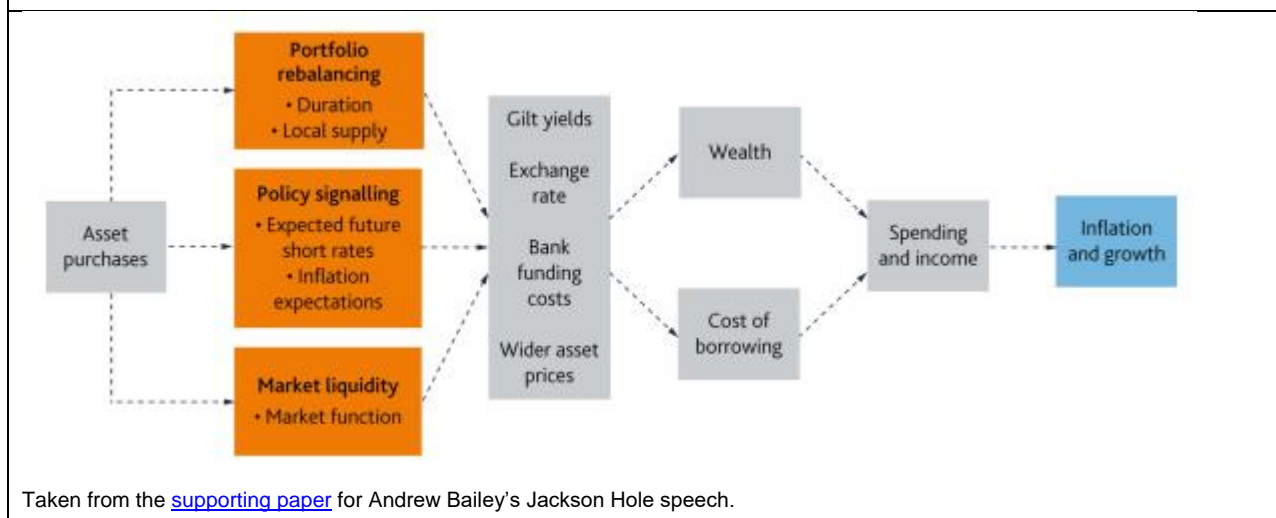 Portfolio
rebalancing
• Duration
• Local supply
Policy signalling
• Expected future
short rates
• Inflation
expectations
Market liquidity
• Market function
Asset
purchases
Gilt yields
Exchange
rate
Bank
funding
costs
Wider asset
prices
Wealth
Cost of
borrowing
Spending
and income
Inflation
and growth
Taken from the supporting paper for Andrew Bailey’s Jackson Hole speech.